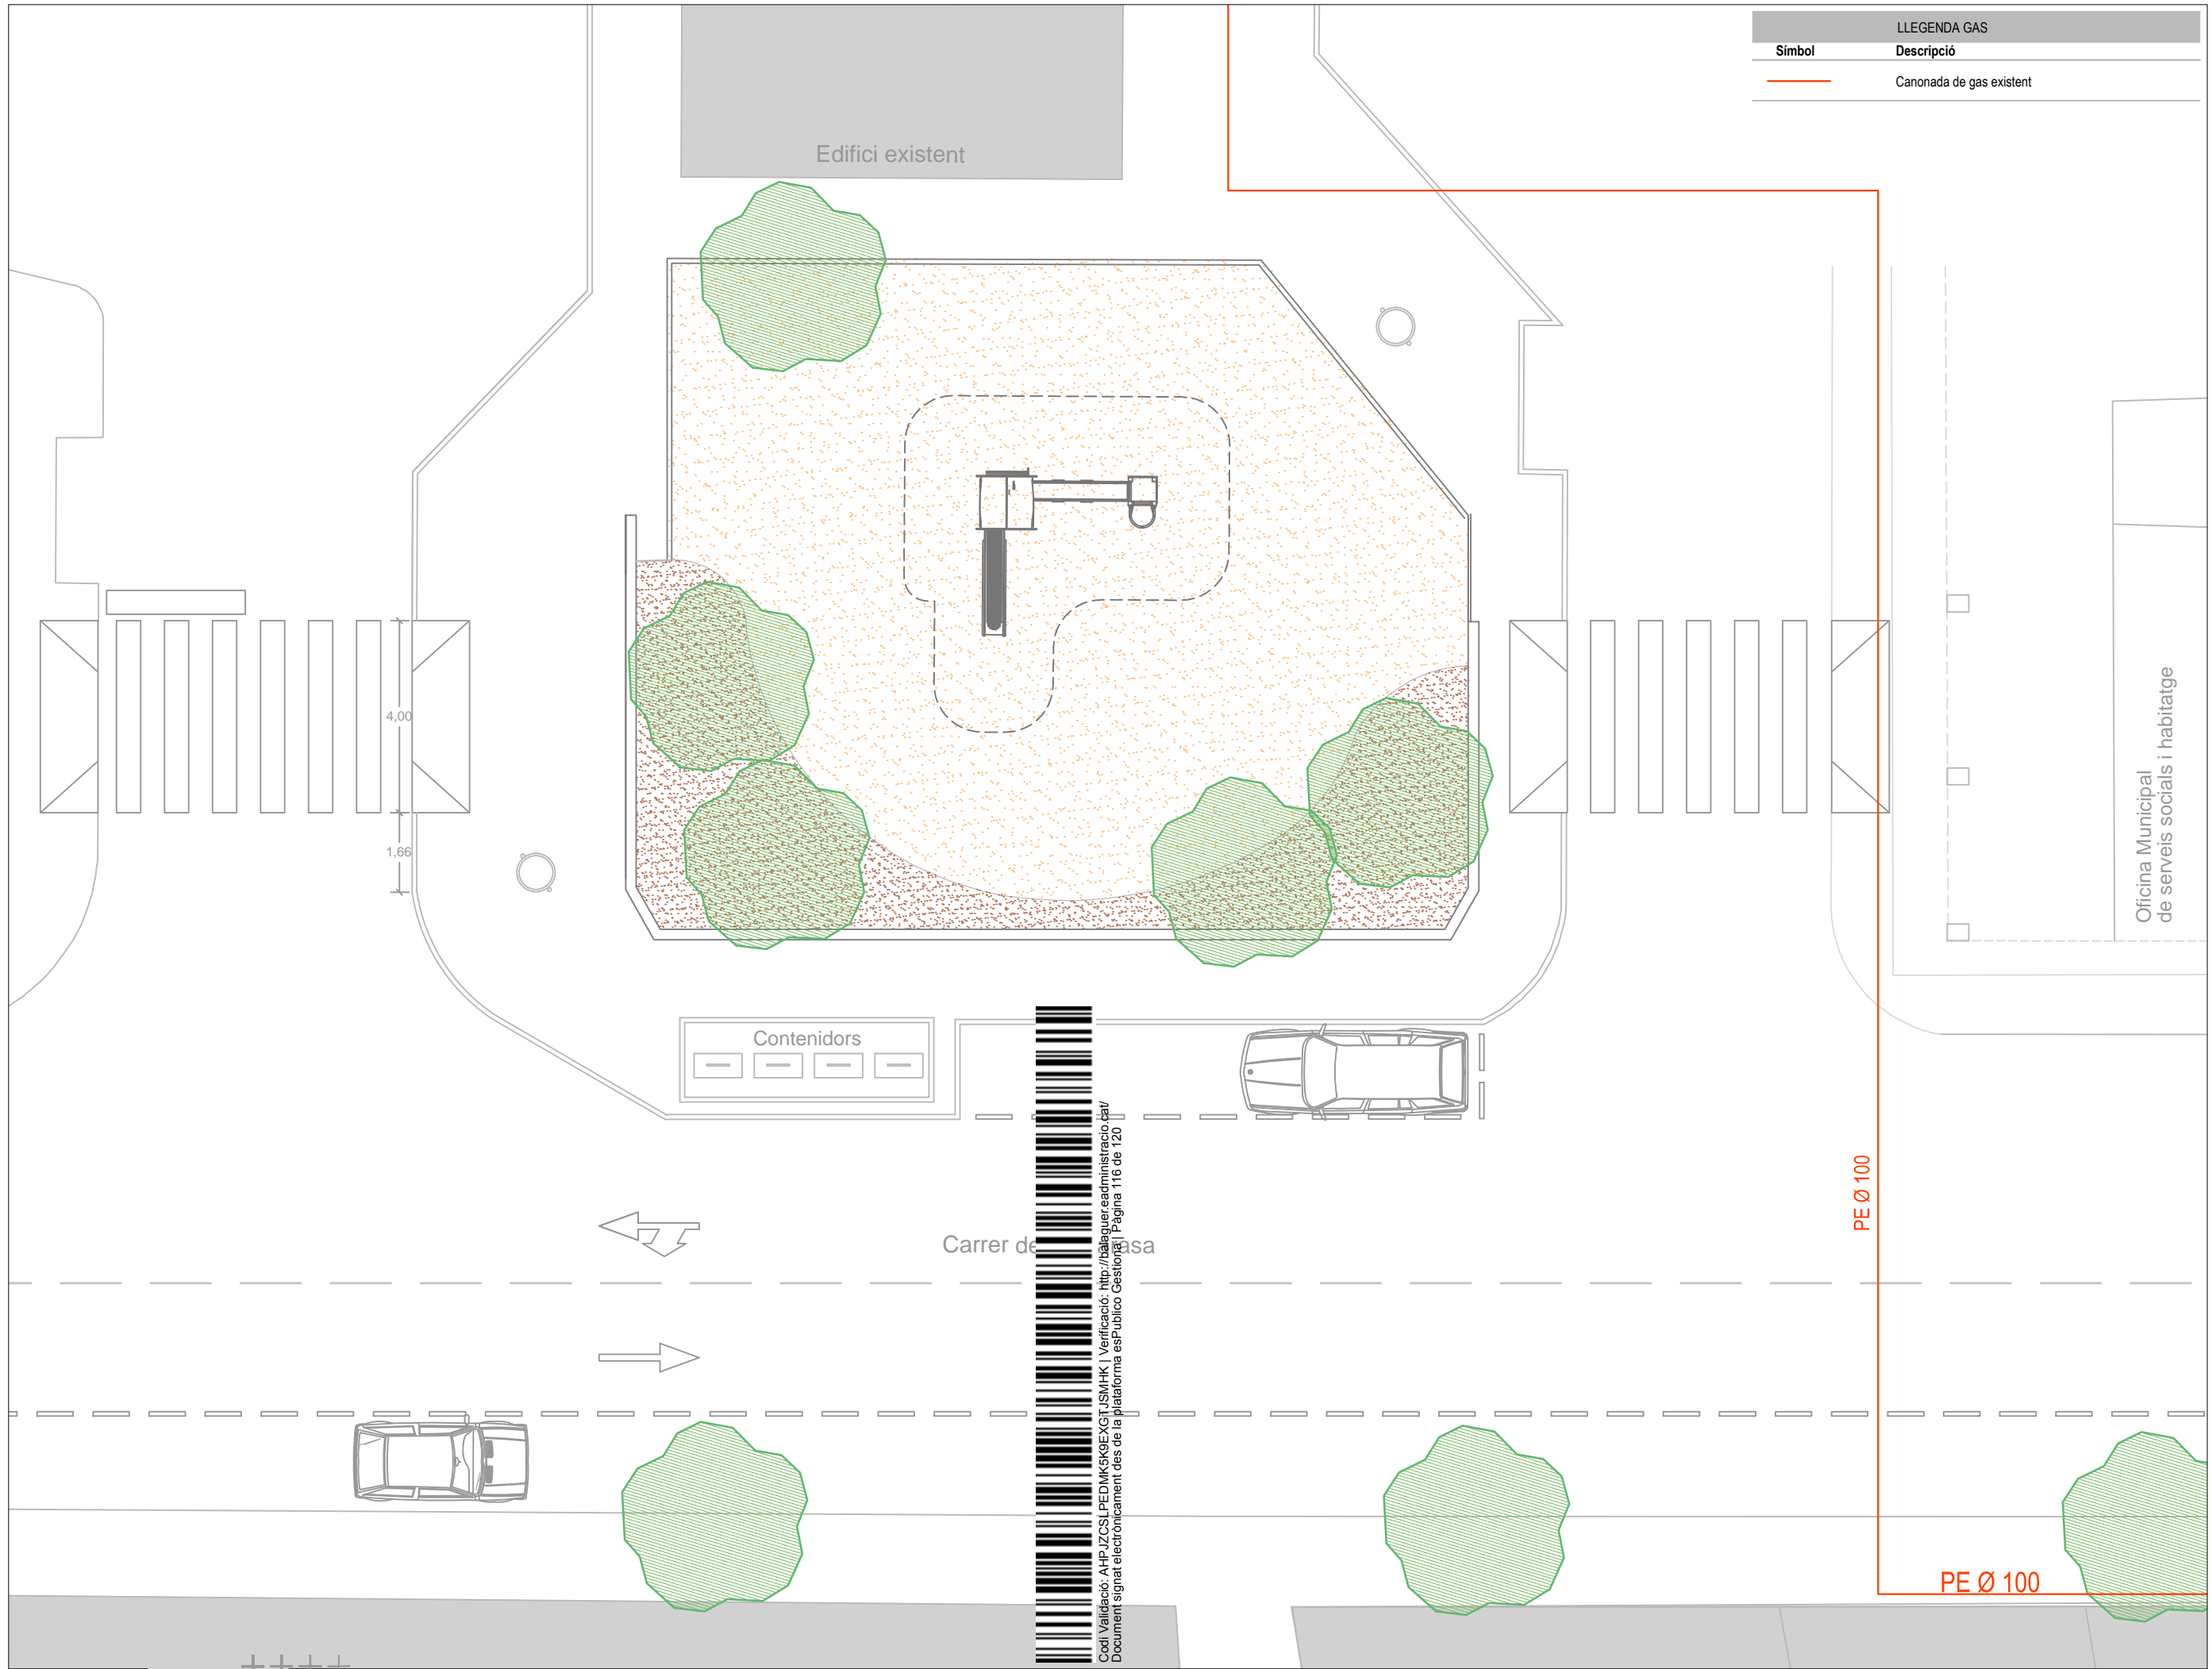 LLEGENDA GAS
Símbol Descripció
Canonada de gas existent
Edifici existent
4,00
1,66
Oficina Municipal
de serveis socials i habitatge
Contenidors
Carrer de
PE Ø 100
PE Ø 100
Codi Validació: AHPJZCSLPEDMK5K9EXGTJSMHK | Verificació: http://balaguer.eadministracio.cat/
Document signat electrònicament des de la plataforma esPublico Gestiona | Pàgina 116 de 120